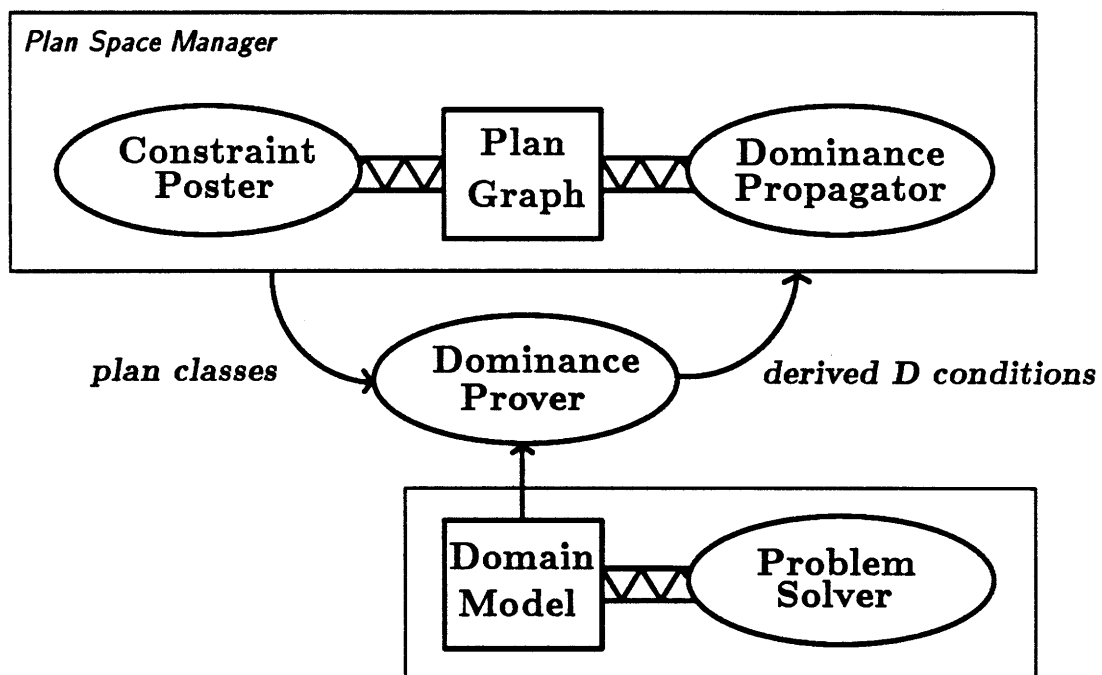 Plan Space Manager
Constraint
Poster
Plan
Graph
Dominance
Propagator
plan classes
Dominance
Prover
derived D conditions
Domain
Model
Problem
Solver